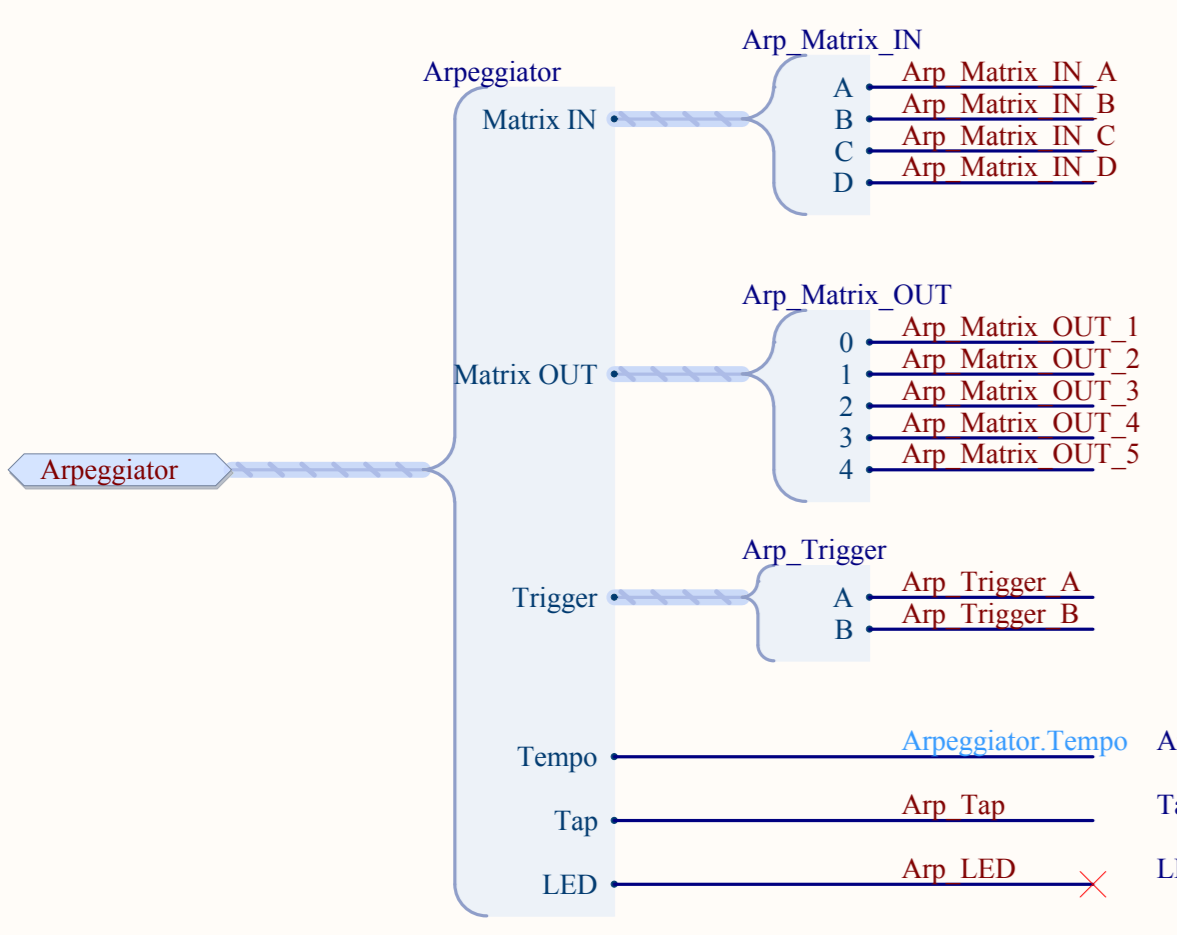 Arp_Matrix_IN
Arpeggiator
Matrix IN
A Arp_Matrix_IN_A
B Arp_Matrix_IN_B
C Arp_Matrix_IN_C
D Arp_Matrix_IN_D
Arp_Matrix_OUT
Matrix OUT
0 Arp_Matrix_OUT_1
1 Arp_Matrix_OUT_2
2 Arp_Matrix_OUT_3
3 Arp_Matrix_OUT_4
4 Arp_Matrix_OUT_5
Arpeggiator
Arp_Trigger
Trigger
A Arp_Trigger_A
B Arp_Trigger_B
Tempo Arpeggiator.Tempo
Tap Arp_Tap
LED Arp_LED